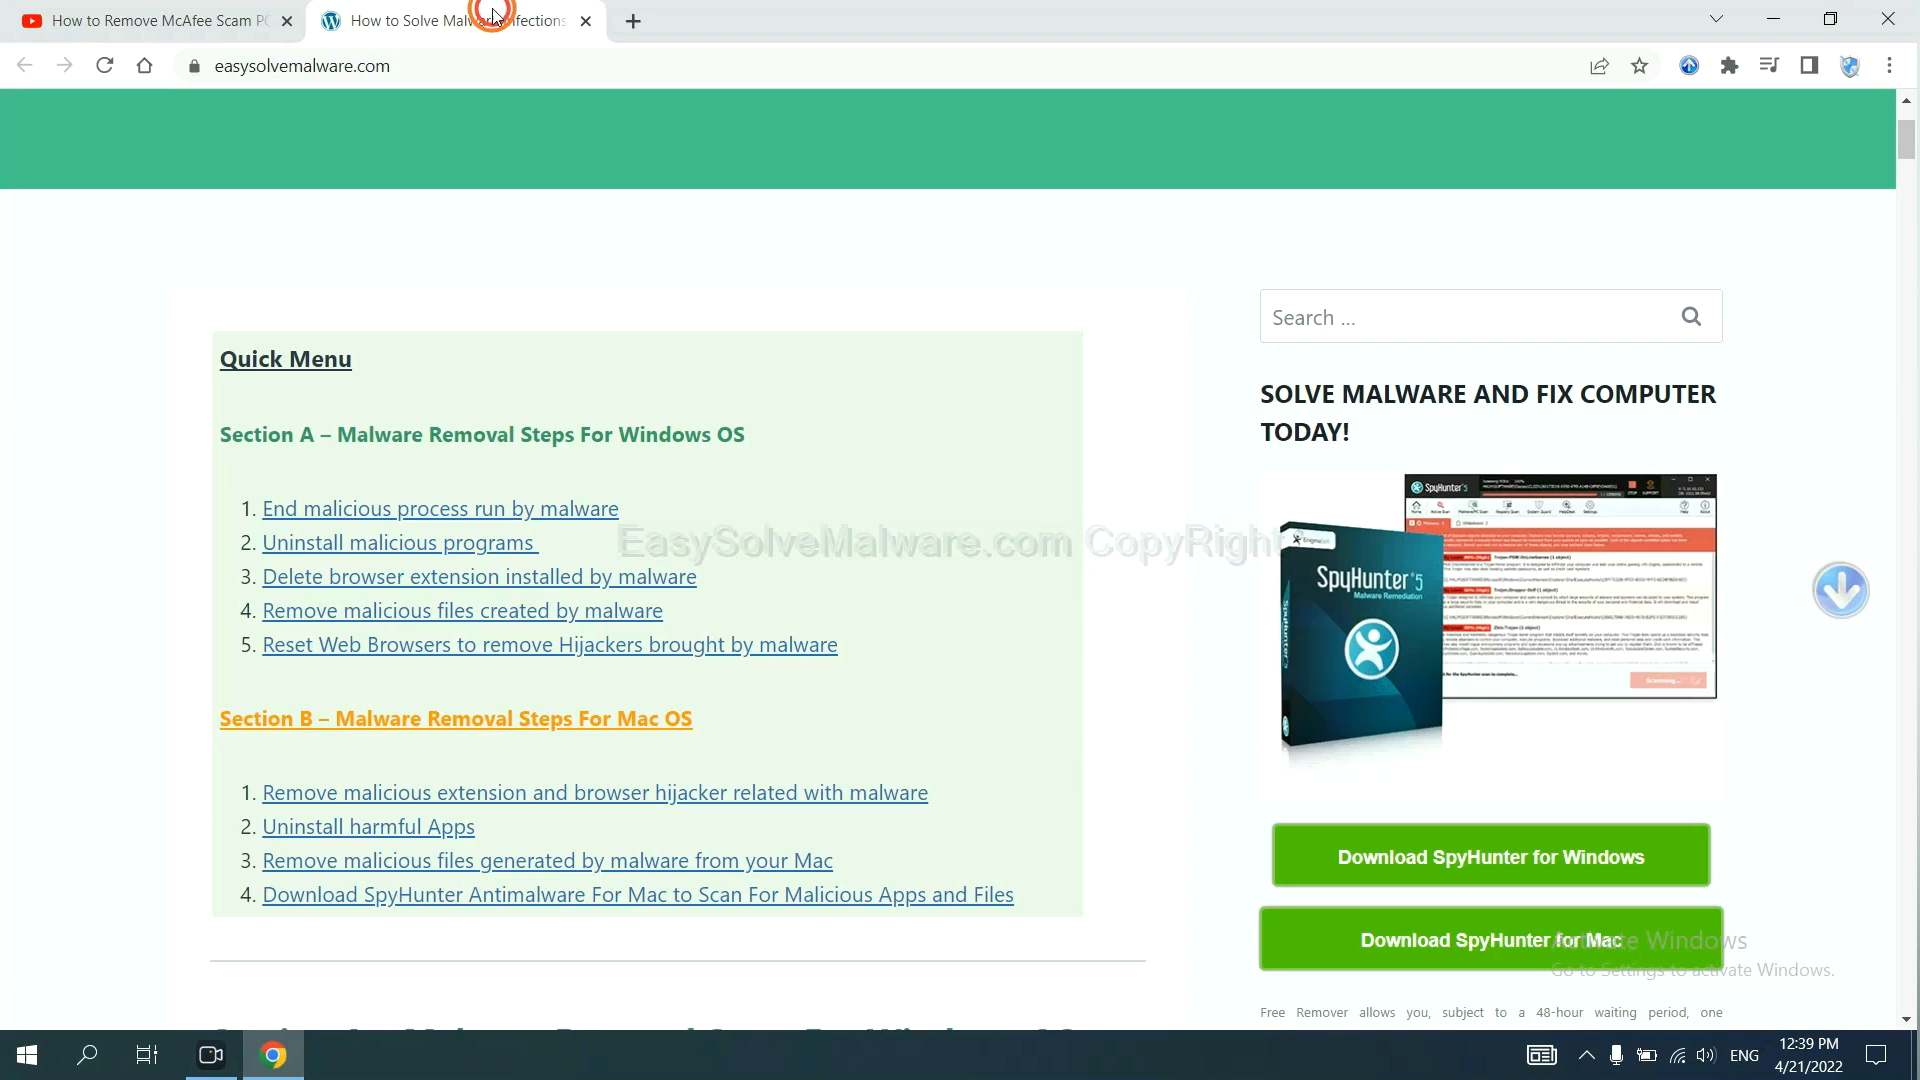 How to Remove McAfee Scam
How to Solve Malware Infections
easysolvemalware.com
Search ...
Quick Menu
SOLVE MALWARE AND FIX COMPUTER
TODAY!
Section A – Malware Removal Steps For Windows OS
1. End malicious process run by malware
2. Uninstall malicious programs
3. Delete browser extension installed by malware
4. Remove malicious files created by malware
5. Reset Web Browsers to remove Hijackers brought by malware
EasySolveMalware.com CopyRight
SpyHunter 5
SpyHunter 5
Malware Remediation
Section B – Malware Removal Steps For Mac OS
1. Remove malicious extension and browser hijacker related with malware
2. Uninstall harmful Apps
3. Remove malicious files generated by malware from your Mac
4. Download SpyHunter Antimalware For Mac to Scan For Malicious Apps and Files
Download SpyHunter for Windows
Download SpyHunter for Mac
Activate Windows
Go to Settings to activate Windows.
Free Remover allows you, subject to a 48-hour waiting period, one
ENG
12:39 PM
4/21/2022